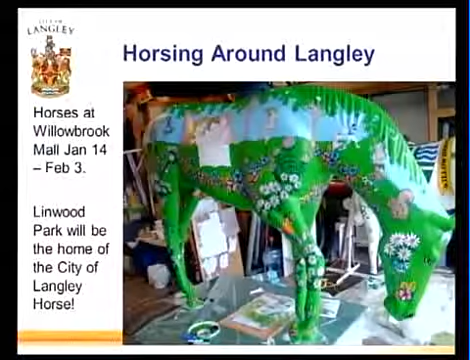 CITY OF
LANGLEY
Horsing Around Langley
Horses at
Willowbrook
Mall Jan 14
– Feb 3.
Linwood
Park will be
the home of
the City of
Langley
Horse!